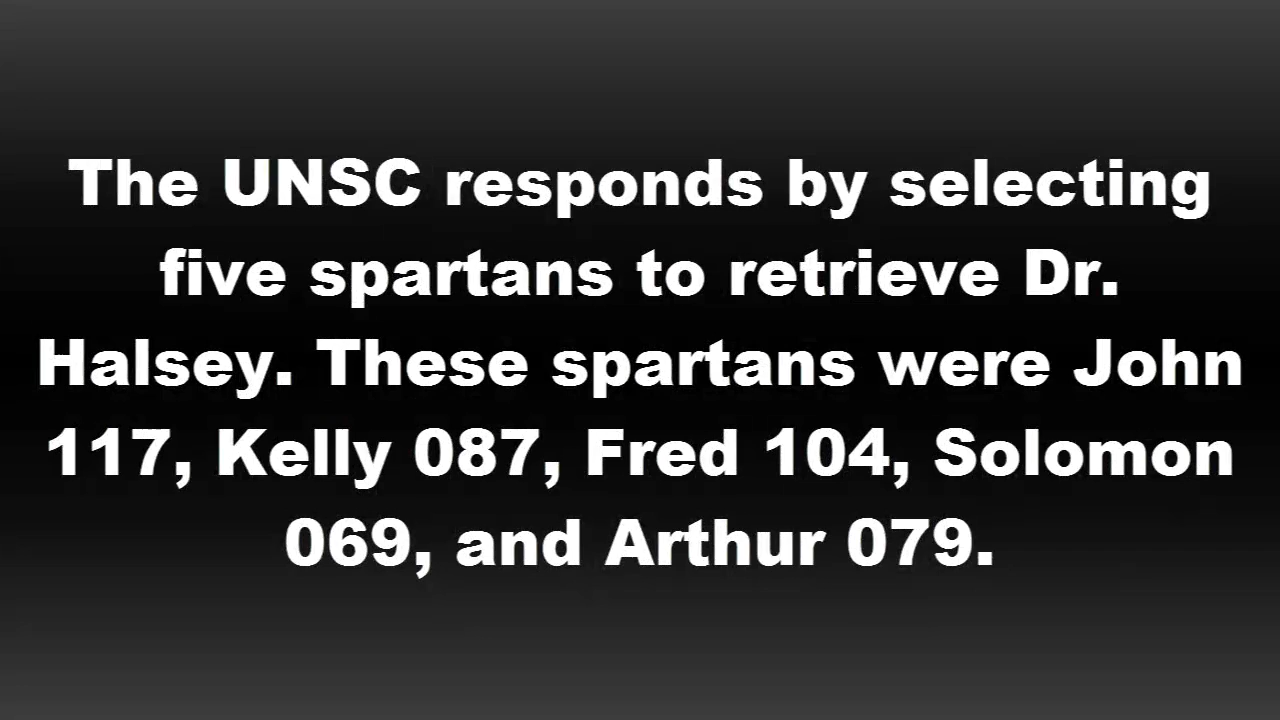 The UNSC responds by selecting
five spartans to retrieve Dr.
Halsey. These spartans were John
117, Kelly 087, Fred 104, Solomon
069, and Arthur 079.